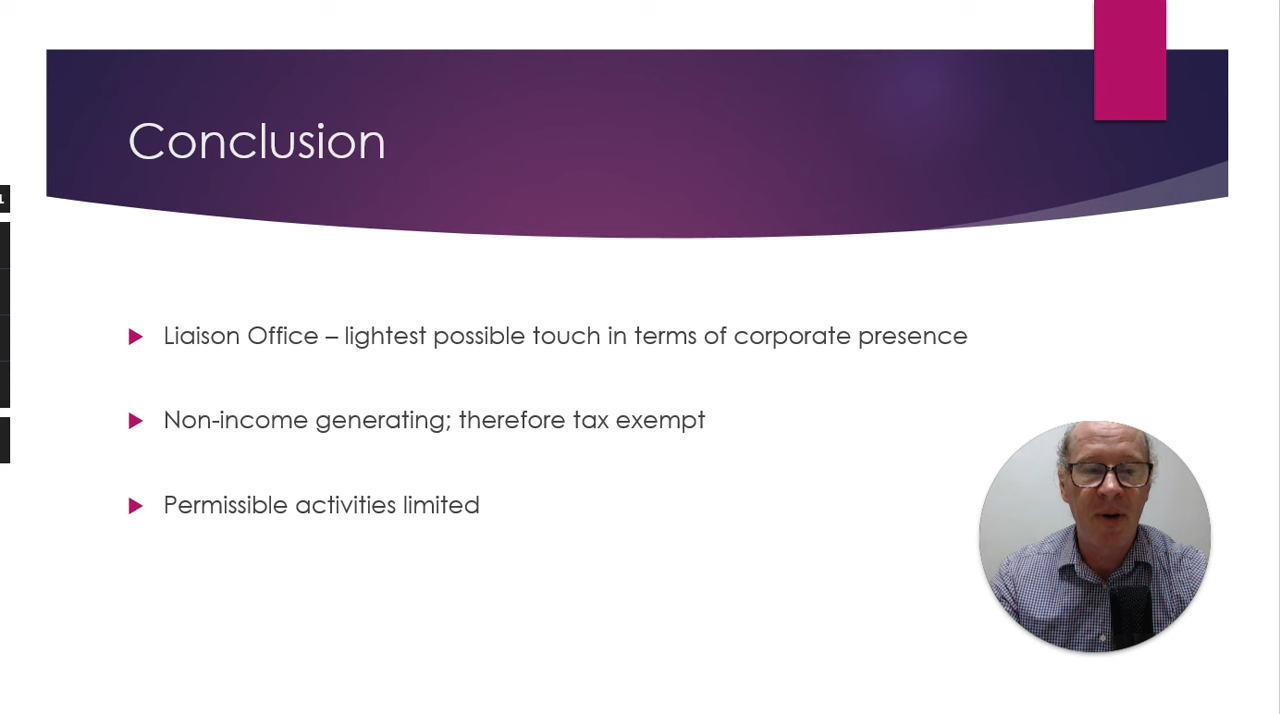 Conclusion
Liaison Office – lightest possible touch in terms of corporate presence
Non-income generating; therefore tax exempt
Permissible activities limited